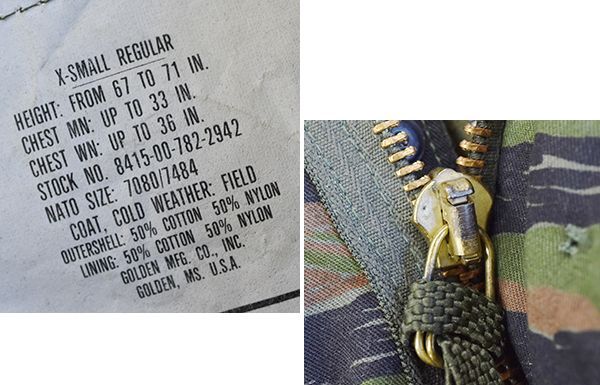 X-SMALL REGULAR
HEIGHT: FROM 67 TO 71 IN.
CHEST MN: UP TO 33 IN.
CHEST WN: UP TO 36 IN.
STOCK NO. 8415-00-782-2942
NATO SIZE: 7080/7484
COAT, COLD WEATHER: FIELD
OUTERSHELL: 50% COTTON 50% NYLON
LINING: 50% COTTON 50% NYLON
GOLDEN MFG. CO., INC.
GOLDEN, MS. U.S.A.